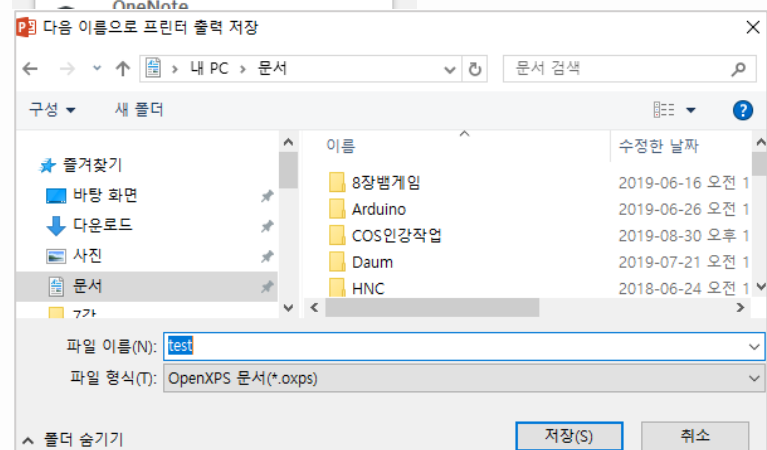 OneNote
다음 이름으로 프린터 출력 저장
내 PC > 문서
문서 검색
구성
새 폴더
즐겨찾기
바탕 화면
다운로드
사진
문서
이름
수정한 날짜
8장뱀게임
2019-06-16 오전 1
Arduino
2019-06-26 오전 1
COS인강작업
2019-08-30 오후 1
Daum
2019-07-21 오전 1
HNC
2018-06-24 오전 1
파일 이름(N): test
파일 형식(T): OpenXPS 문서(*.oxps)
폴더 숨기기
저장(S)
취소